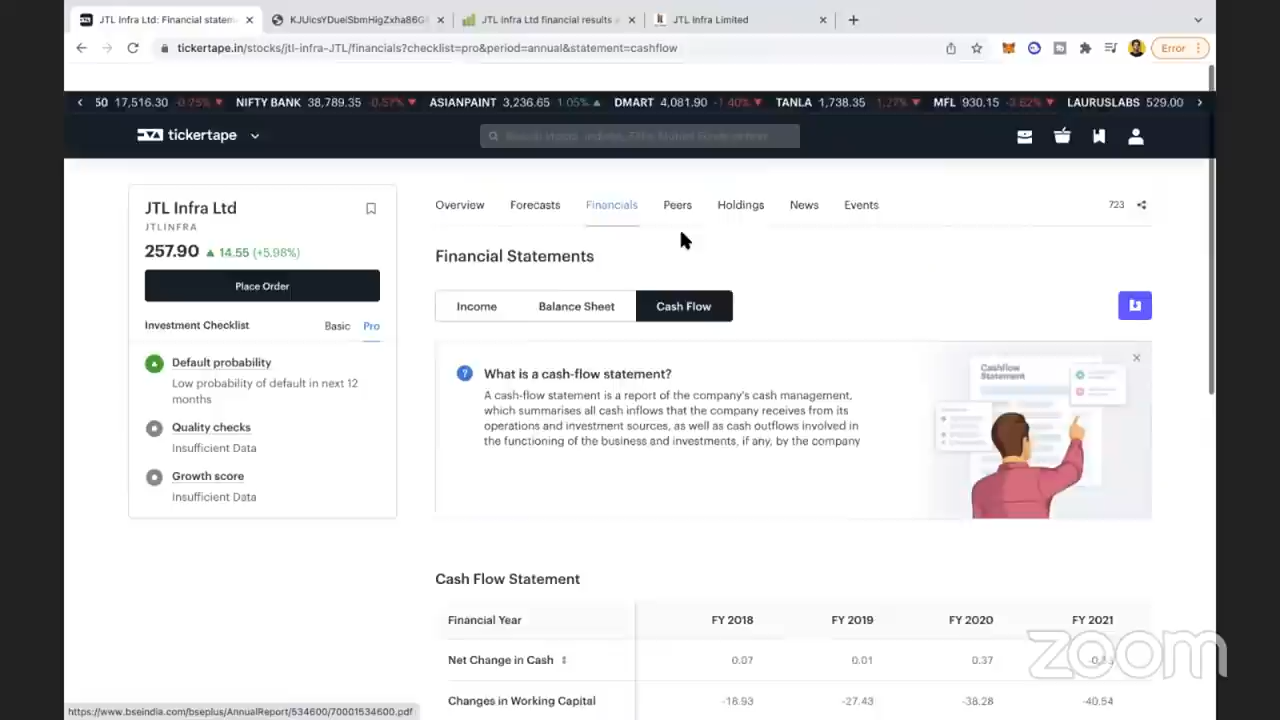 JTL Infra Ltd: Financial statem
KJUlcsYDueiSbmHigZxha86G
JTL infra Ltd financial results
JTL Infra Limited
tickertape.in/stocks/jtl-infra-JTL/financials?checklist=pro&period=annual&statement=cashflow
Error
50 17,516.30 -0.75% NIFTY BANK 38,789.35 -0.57% ASIANPAINT 3,236.65 1.05% DMART 4,081.90 -1.40% TANLA 1,738.35 1.27% MFL 930.15 -3.62% LAURUSLABS 529.00
tickertape
JTL Infra Ltd
JTLINFRA
257.90 14.55 (+5.98%)
Place Order
Investment Checklist Basic Pro
Default probability
Low probability of default in next 12
months
Quality checks
Insufficient Data
Growth score
Insufficient Data
Overview Forecasts Financials Peers Holdings News Events 723
Financial Statements
Income Balance Sheet Cash Flow
What is a cash-flow statement?
A cash-flow statement is a report of the company's cash management,
which summarises all cash inflows that the company receives from its
operations and investment sources, as well as cash outflows involved in
the functioning of the business and investments, if any, by the company
Cashflow
Statement
Cash Flow Statement
Financial Year FY 2018 FY 2019 FY 2020 FY 2021
Net Change in Cash 0.07 0.01 0.37
Changes in Working Capital -18.93 -27.43 -38.28 -40.54
zoom
https://www.bseindia.com/bseplus/AnnualReport/534600/70001534600.pdf